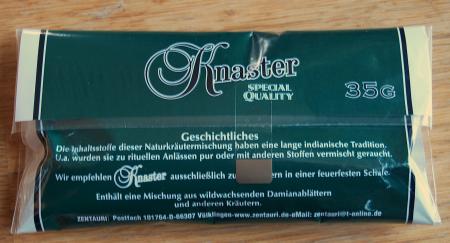 Knaster
SPECIAL
QUALITY
35G
Geschichtliches
Die Inhaltsstoffe dieser Naturkräutermischung haben eine lange indianische Tradition.
U.a. wurden sie zu rituellen Anlässen pur oder mit anderen Stoffen vermischt geraucht.
Wir empfehlen Knaster ausschließlich zu ern in einer feuerfesten Schale.
Enthält eine Mischung aus wildwachsenden Damianablättern
und anderen Kräutern.
ZENTAURI: Postfach 101764-D-66307 Völklingen-www.zentauri.de-eMail: zentauri@t-online.de